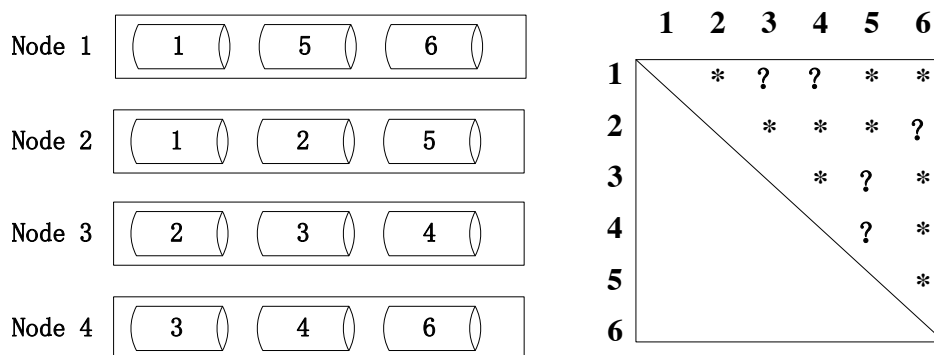 Node 1 1 5 6
Node 2 1 2 5
Node 3 2 3 4
Node 4 3 4 6
1 2 3 4 5 6
1 * ? ? * *
2 * * * ?
3 * ? *
4 ? *
5 *
6